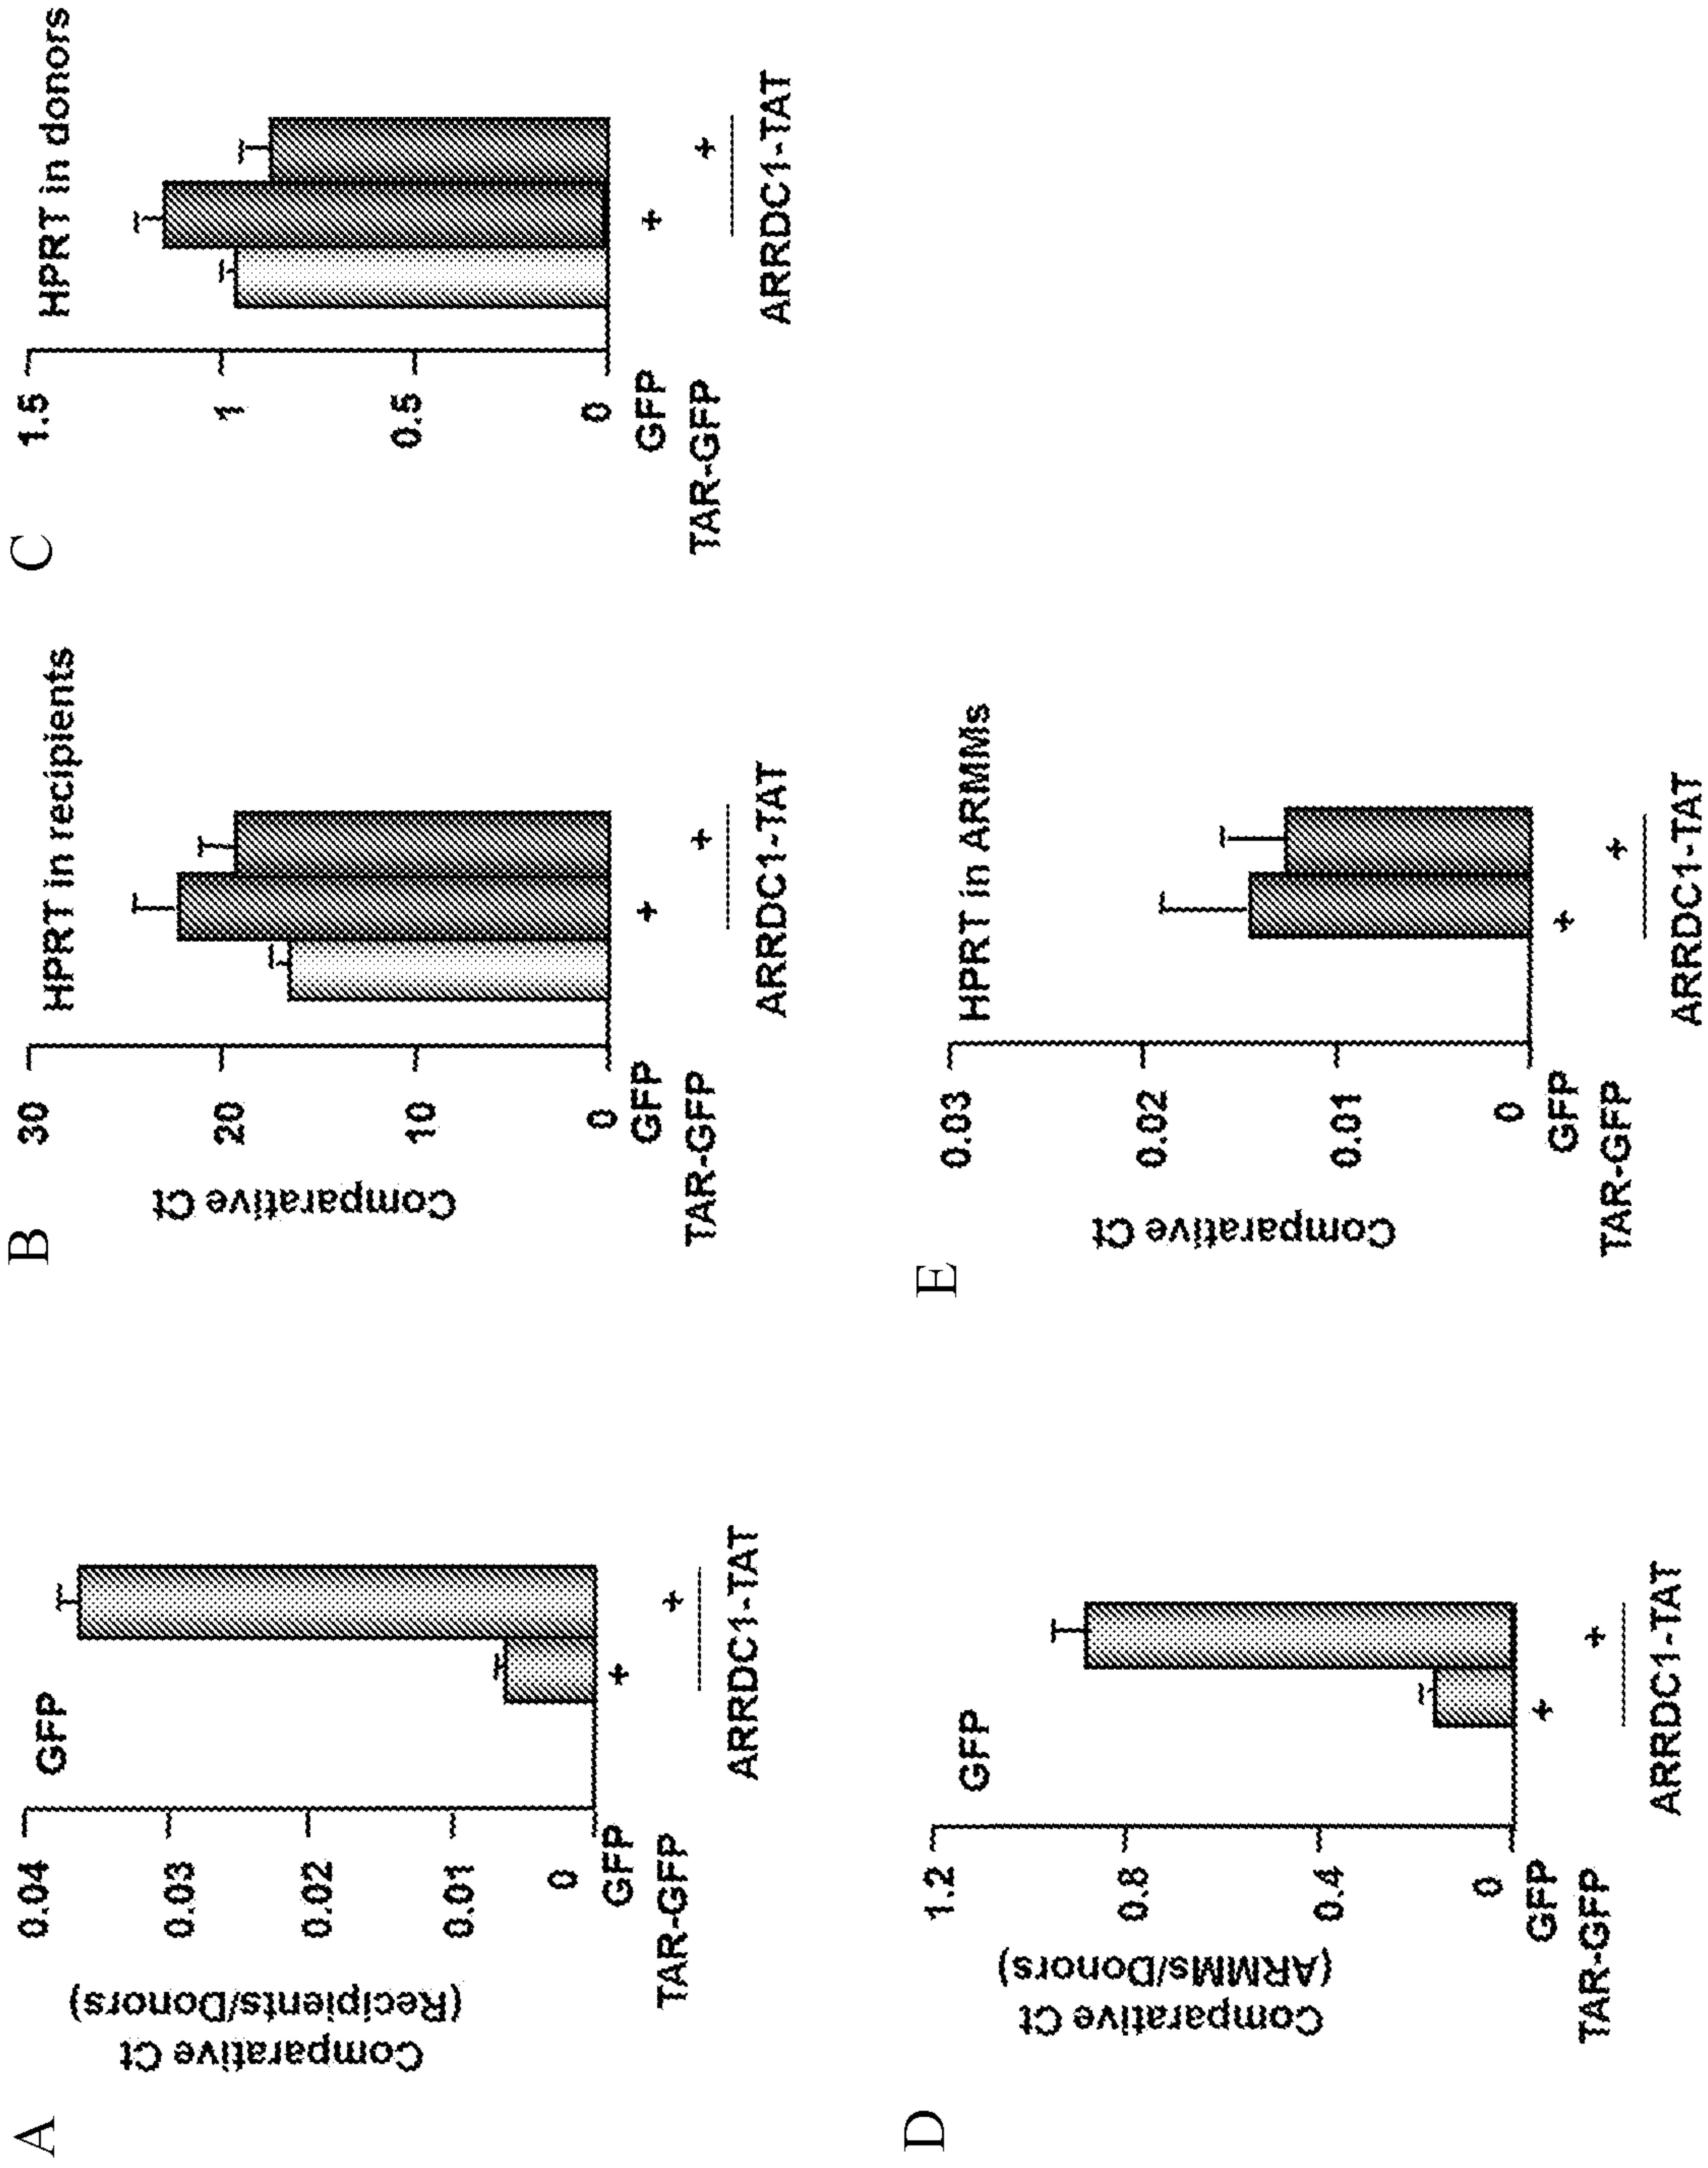 A
Comparative Ct
(Recipients/Donors)
GFP
0.04
0.03
0.02
0.01
0
GFP
+
TAR-GFP
+
ARRDC1-TAT
B
Comparative Ct
HPRT in recipients
30
20
10
0
GFP
+
TAR-GFP
+
ARRDC1-TAT
C
HPRT in donors
1.5
1
0.5
0
GFP
+
TAR-GFP
+
ARRDC1-TAT
D
Comparative Ct
(ARMMs/Donors)
GFP
1.2
0.8
0.4
0
GFP
+
TAR-GFP
+
ARRDC1-TAT
E
Comparative Ct
HPRT in ARMMs
0.03
0.02
0.01
0
GFP
+
TAR-GFP
+
ARRDC1-TAT